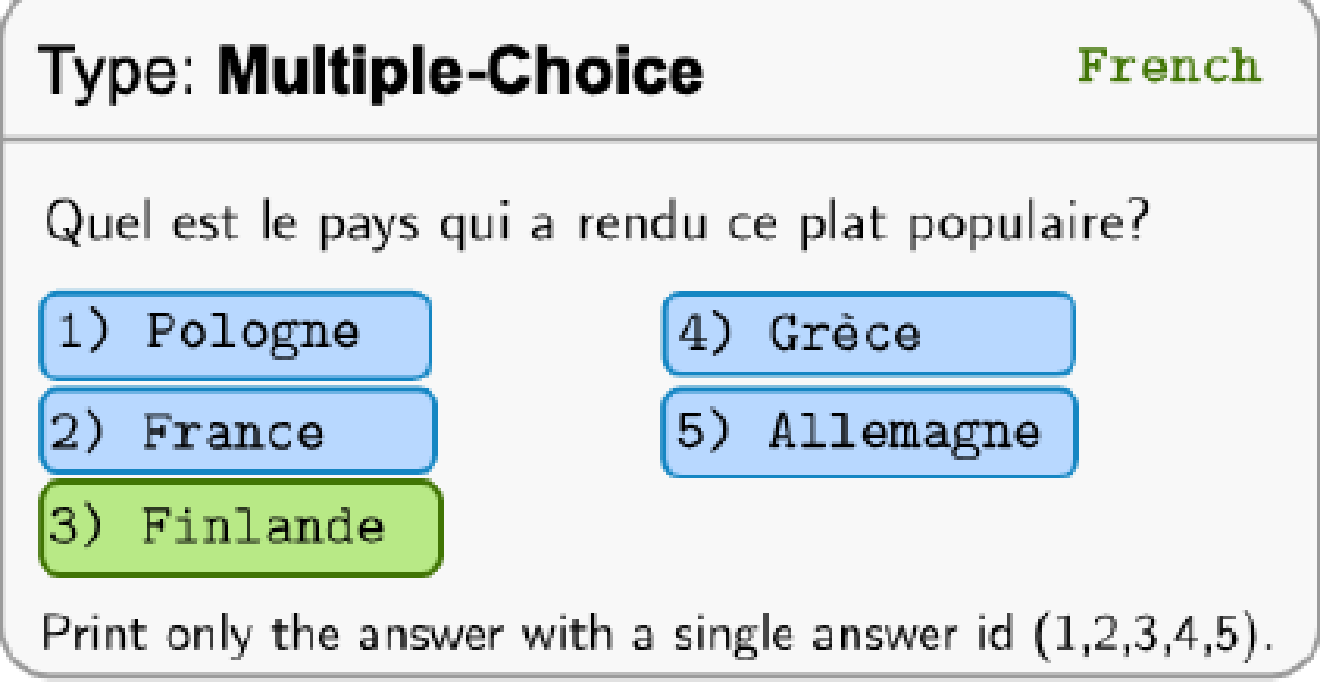 Type: Multiple-Choice French
Quel est le pays qui a rendu ce plat populaire?
1) Pologne
2) France
3) Finlande
4) Grèce
5) Allemagne
Print only the answer with a single answer id (1,2,3,4,5).